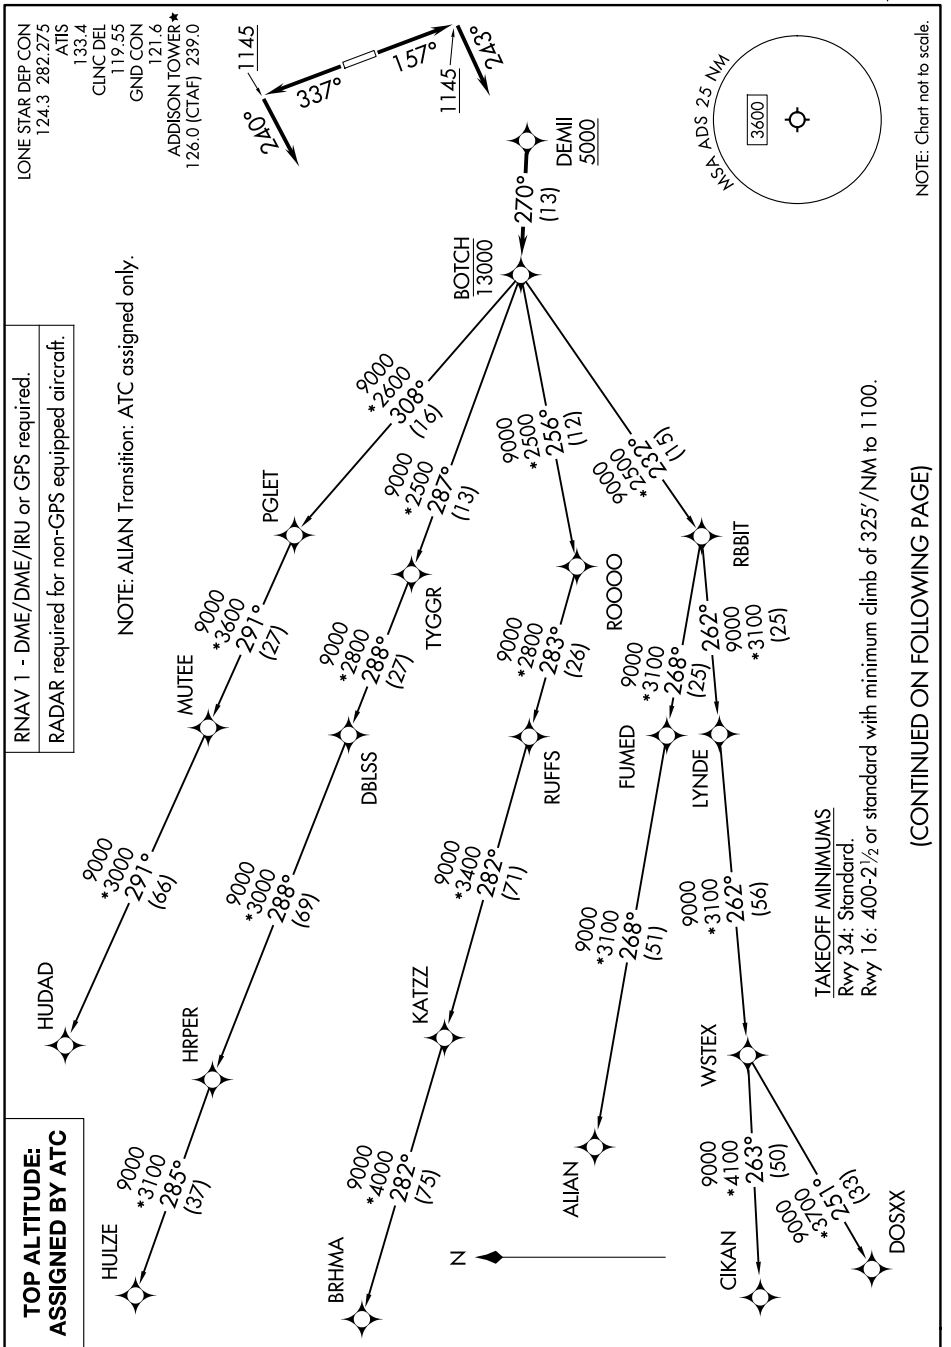 TOP ALTITUDE:
ASSIGNED BY ATC
RNAV 1 - DME/DME/IRU or GPS required.
RADAR required for non-GPS equipped aircraft.
LONE STAR DEP CON
124.3 282.275
ATIS
133.4
CLNC DEL
119.55
GND CON
121.6
ADDISON TOWER★
126.0 (CTAF) 239.0
NOTE: ALIAN Transition: ATC assigned only.
1145
240°
337°
157°
1145
243°
HUDAD
9000
*3000
291°
(66)
MUTEE
9000
*3600
291°
(27)
PGLET
9000
*2600
308°
(16)
BOTCH
13000
270°
(13)
DEMII
5000
HULZE
9000
*3100
285°
(37)
HRPER
9000
*3000
288°
(69)
DBLSS
9000
*2800
288°
(27)
TYGGR
9000
*2500
287°
(13)
BRHMA
9000
*4000
282°
(75)
KATZZ
9000
*3400
282°
(71)
RUFFS
9000
*2800
283°
(26)
ROOOO
9000
*2500
256°
(12)
ALIAN
9000
*3100
268°
(51)
FUMED
9000
*3100
268°
(25)
RBBIT
9000
*2500
232°
(15)
N
CIKAN
9000
*4100
263°
(50)
WSTEX
9000
*3100
262°
(56)
LYNDE
262°
9000
*3100
(25)
9000
*3700
251°
(33)
DOSXX
MSA ADS 25 NM
3600
TAKEOFF MINIMUMS
Rwy 34: Standard.
Rwy 16: 400-2½ or standard with minimum climb of 325'/NM to 1100.
(CONTINUED ON FOLLOWING PAGE)
NOTE: Chart not to scale.